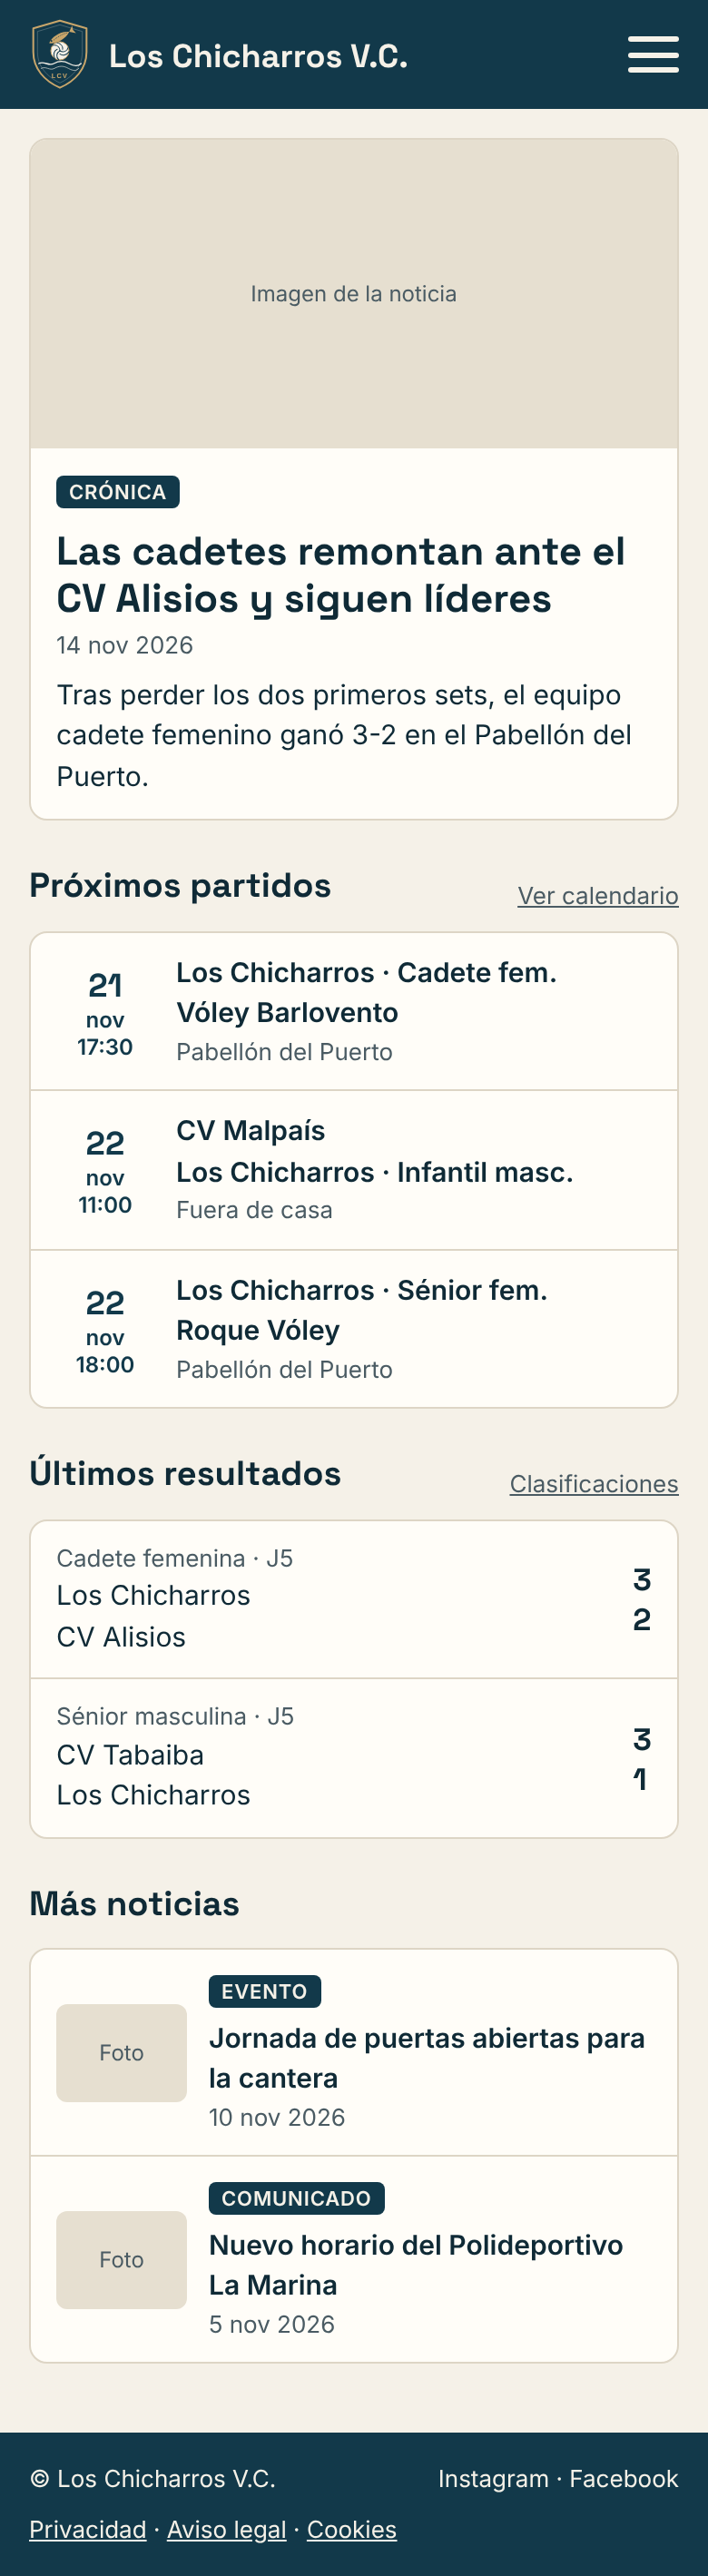 LCV
Los Chicharros V.C.
Imagen de la noticia
CRÓNICA
Las cadetes remontan ante el
CV Alisios y siguen líderes
14 nov 2026
Tras perder los dos primeros sets, el equipo
cadete femenino ganó 3-2 en el Pabellón del
Puerto.
Próximos partidos
Ver calendario
21
nov
17:30
Los Chicharros · Cadete fem.
Vóley Barlovento
Pabellón del Puerto
22
nov
11:00
CV Malpaís
Los Chicharros · Infantil masc.
Fuera de casa
22
nov
18:00
Los Chicharros · Sénior fem.
Roque Vóley
Pabellón del Puerto
Últimos resultados
Clasificaciones
Cadete femenina · J5
Los Chicharros
CV Alisios
3
2
Sénior masculina · J5
CV Tabaiba
Los Chicharros
3
1
Más noticias
Foto
EVENTO
Jornada de puertas abiertas para
la cantera
10 nov 2026
Foto
COMUNICADO
Nuevo horario del Polideportivo
La Marina
5 nov 2026
© Los Chicharros V.C.
Instagram · Facebook
Privacidad · Aviso legal · Cookies